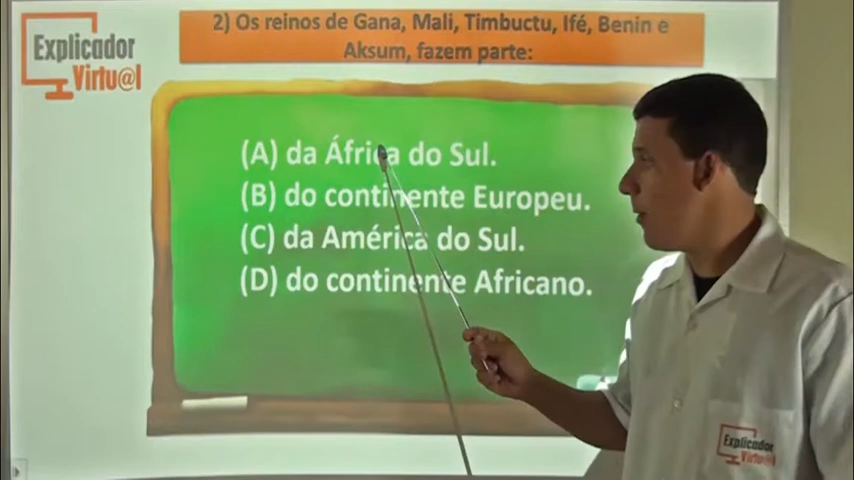 Explicador
Virtu@l
2) Os reinos de Gana, Mali, Timbuctu, Ifé, Benin e
Aksum, fazem parte:
(A) da África do Sul.
(B) do continente Europeu.
(C) da América do Sul.
(D) do continente Africano.
Explicador
Virtu@l